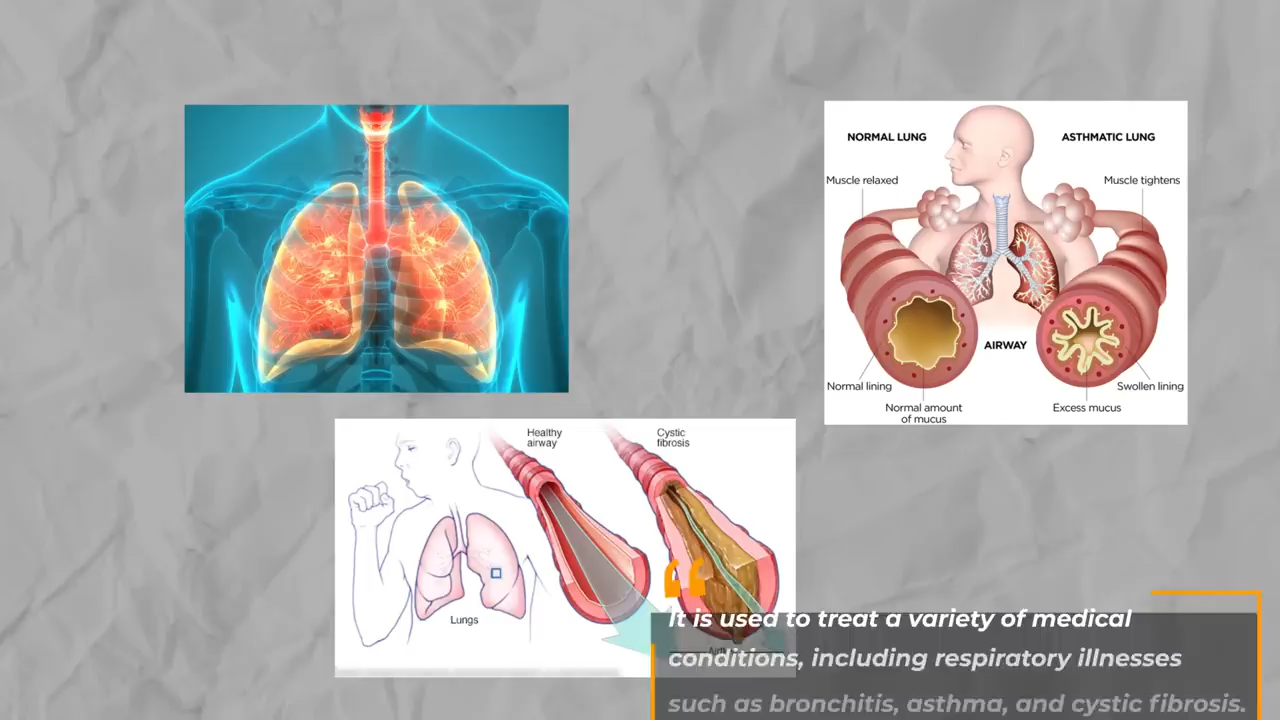 NORMAL LUNG
ASTHMATIC LUNG
Muscle relaxed
Muscle tightens
AIRWAY
Normal lining
Swollen lining
Normal amount
of mucus
Excess mucus
Healthy
airway
Cystic
fibrosis
Lungs
“
It is used to treat a variety of medical
conditions, including respiratory illnesses
such as bronchitis, asthma, and cystic fibrosis.